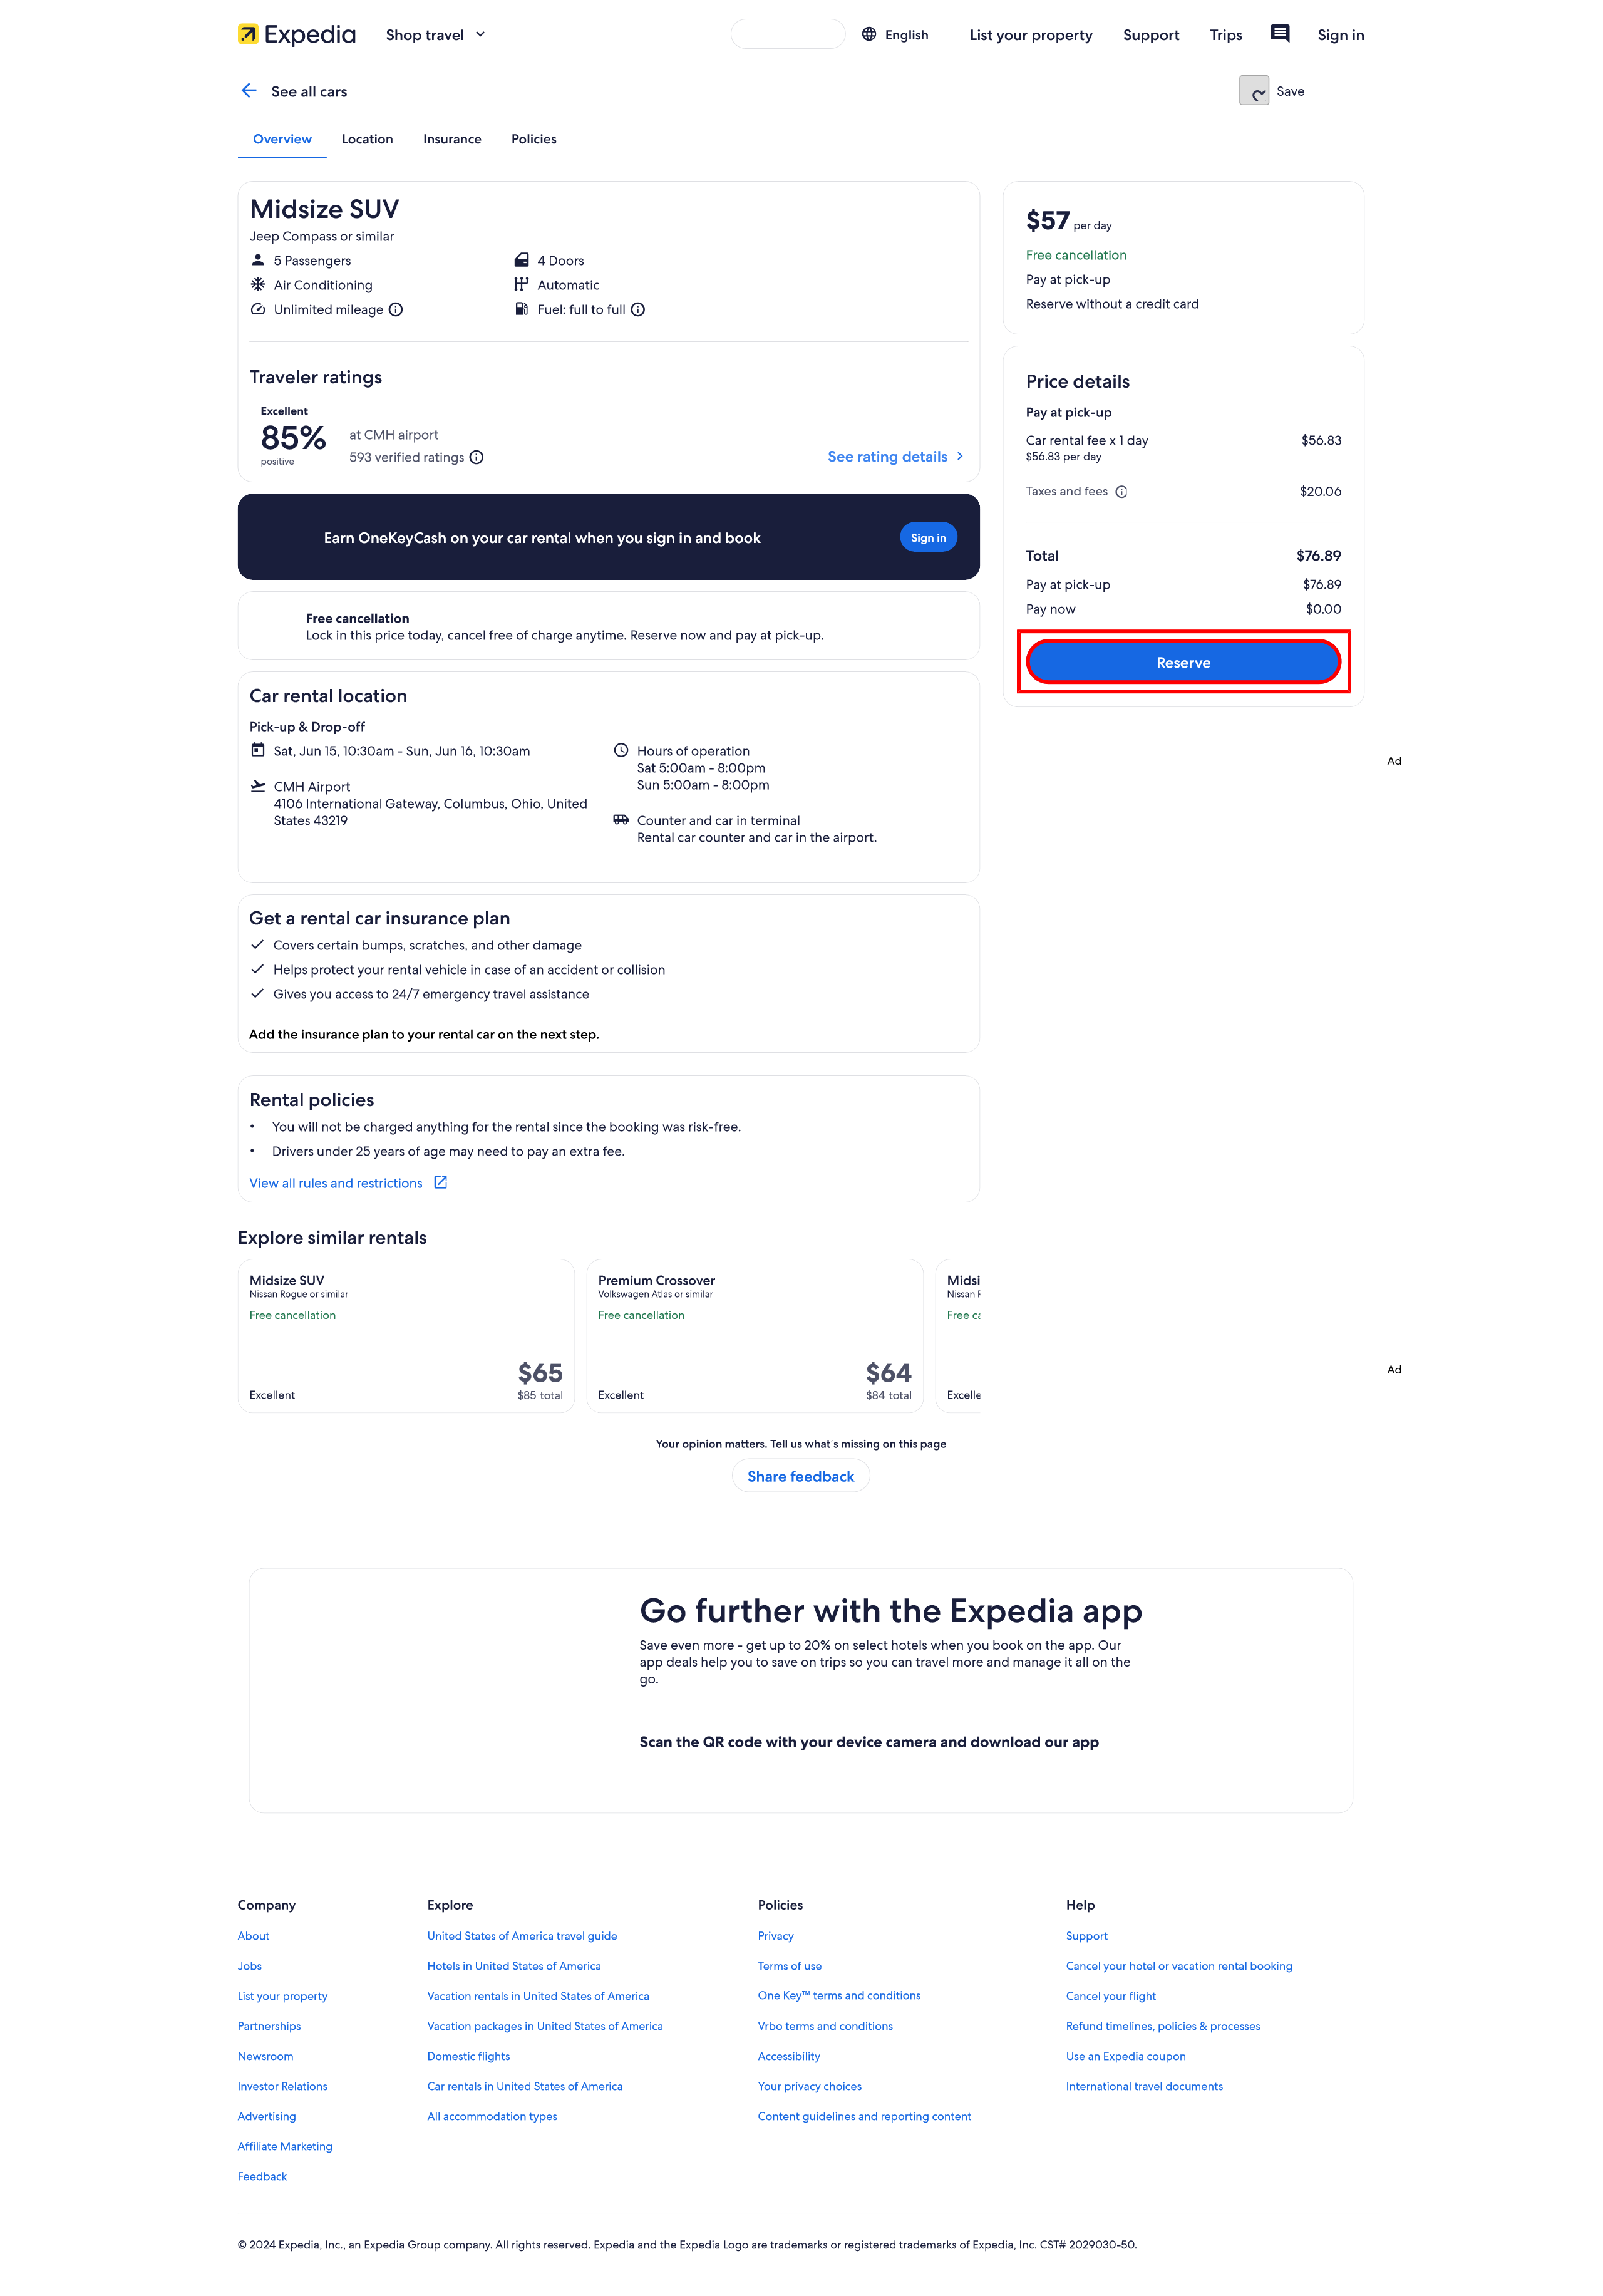 Expedia
Shop travel
English
List your property
Support
Trips
Sign in
See all cars
Save
Overview
Location
Insurance
Policies
Midsize SUV
Jeep Compass or similar
5 Passengers
4 Doors
Air Conditioning
Automatic
Unlimited mileage
Fuel: full to full
Traveler ratings
Excellent
85%
positive
at CMH airport
593 verified ratings
See rating details
Earn OneKeyCash on your car rental when you sign in and book
Sign in
Free cancellation
Lock in this price today, cancel free of charge anytime. Reserve now and pay at pick-up.
Car rental location
Pick-up & Drop-off
Sat, Jun 15, 10:30am - Sun, Jun 16, 10:30am
CMH Airport
4106 International Gateway, Columbus, Ohio, United
States 43219
Hours of operation
Sat 5:00am - 8:00pm
Sun 5:00am - 8:00pm
Counter and car in terminal
Rental car counter and car in the airport.
Get a rental car insurance plan
Covers certain bumps, scratches, and other damage
Helps protect your rental vehicle in case of an accident or collision
Gives you access to 24/7 emergency travel assistance
Add the insurance plan to your rental car on the next step.
Rental policies
• You will not be charged anything for the rental since the booking was risk-free.
• Drivers under 25 years of age may need to pay an extra fee.
View all rules and restrictions
$57 per day
Free cancellation
Pay at pick-up
Reserve without a credit card
Price details
Pay at pick-up
Car rental fee x 1 day $56.83
$56.83 per day
Taxes and fees $20.06
Total $76.89
Pay at pick-up $76.89
Pay now $0.00
Reserve
Ad
Explore similar rentals
Midsize SUV
Nissan Rogue or similar
Free cancellation
$65
Excellent
$85 total
Premium Crossover
Volkswagen Atlas or similar
Free cancellation
$64
Excellent
$84 total
Midsi
Nissan
Free
Ad
Your opinion matters. Tell us what's missing on this page
Share feedback
Go further with the Expedia app
Save even more - get up to 20% on select hotels when you book on the app. Our
app deals help you to save on trips so you can travel more and manage it all on the
go.
Scan the QR code with your device camera and download our app
Company
About
Jobs
List your property
Partnerships
Newsroom
Investor Relations
Advertising
Affiliate Marketing
Feedback
Explore
United States of America travel guide
Hotels in United States of America
Vacation rentals in United States of America
Vacation packages in United States of America
Domestic flights
Car rentals in United States of America
All accommodation types
Policies
Privacy
Terms of use
One Key™ terms and conditions
Vrbo terms and conditions
Accessibility
Your privacy choices
Content guidelines and reporting content
Help
Support
Cancel your hotel or vacation rental booking
Cancel your flight
Refund timelines, policies & processes
Use an Expedia coupon
International travel documents
© 2024 Expedia, Inc., an Expedia Group company. All rights reserved. Expedia and the Expedia Logo are trademarks or registered trademarks of Expedia, Inc. CST# 2029030-50.